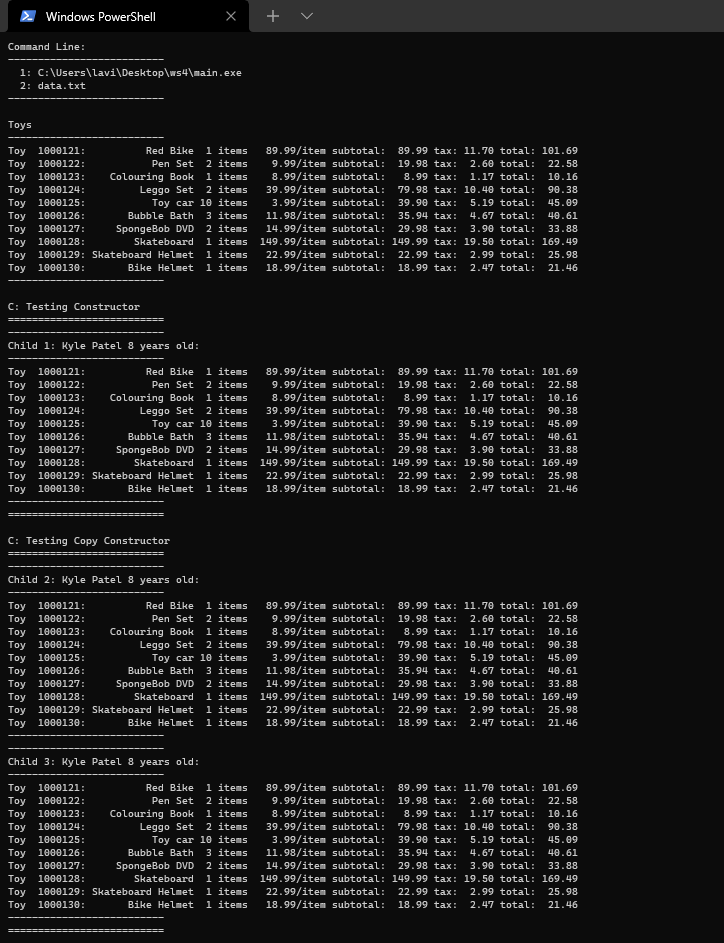 Windows PowerShell
Command Line:
--------------------------
  1: C:\Users\lavi\Desktop\ws4\main.exe
  2: data.txt
--------------------------

Toys
--------------------------
Toy  1000121:          Red Bike  1 items   89.99/item subtotal:  89.99 tax: 11.70 total: 101.69
Toy  1000122:           Pen Set  2 items    9.99/item subtotal:  19.98 tax:  2.60 total:  22.58
Toy  1000123:    Colouring Book  1 items    8.99/item subtotal:   8.99 tax:  1.17 total:  10.16
Toy  1000124:         Leggo Set  2 items   39.99/item subtotal:  79.98 tax: 10.40 total:  90.38
Toy  1000125:           Toy car 10 items    3.99/item subtotal:  39.90 tax:  5.19 total:  45.09
Toy  1000126:       Bubble Bath  3 items   11.98/item subtotal:  35.94 tax:  4.67 total:  40.61
Toy  1000127:     SpongeBob DVD  2 items   14.99/item subtotal:  29.98 tax:  3.90 total:  33.88
Toy  1000128:        Skateboard  1 items  149.99/item subtotal: 149.99 tax: 19.50 total: 169.49
Toy  1000129: Skateboard Helmet  1 items   22.99/item subtotal:  22.99 tax:  2.99 total:  25.98
Toy  1000130:       Bike Helmet  1 items   18.99/item subtotal:  18.99 tax:  2.47 total:  21.46
--------------------------

C: Testing Constructor
==========================
--------------------------
Child 1: Kyle Patel 8 years old:
--------------------------
Toy  1000121:          Red Bike  1 items   89.99/item subtotal:  89.99 tax: 11.70 total: 101.69
Toy  1000122:           Pen Set  2 items    9.99/item subtotal:  19.98 tax:  2.60 total:  22.58
Toy  1000123:    Colouring Book  1 items    8.99/item subtotal:   8.99 tax:  1.17 total:  10.16
Toy  1000124:         Leggo Set  2 items   39.99/item subtotal:  79.98 tax: 10.40 total:  90.38
Toy  1000125:           Toy car 10 items    3.99/item subtotal:  39.90 tax:  5.19 total:  45.09
Toy  1000126:       Bubble Bath  3 items   11.98/item subtotal:  35.94 tax:  4.67 total:  40.61
Toy  1000127:     SpongeBob DVD  2 items   14.99/item subtotal:  29.98 tax:  3.90 total:  33.88
Toy  1000128:        Skateboard  1 items  149.99/item subtotal: 149.99 tax: 19.50 total: 169.49
Toy  1000129: Skateboard Helmet  1 items   22.99/item subtotal:  22.99 tax:  2.99 total:  25.98
Toy  1000130:       Bike Helmet  1 items   18.99/item subtotal:  18.99 tax:  2.47 total:  21.46
--------------------------
==========================

C: Testing Copy Constructor
==========================
--------------------------
Child 2: Kyle Patel 8 years old:
--------------------------
Toy  1000121:          Red Bike  1 items   89.99/item subtotal:  89.99 tax: 11.70 total: 101.69
Toy  1000122:           Pen Set  2 items    9.99/item subtotal:  19.98 tax:  2.60 total:  22.58
Toy  1000123:    Colouring Book  1 items    8.99/item subtotal:   8.99 tax:  1.17 total:  10.16
Toy  1000124:         Leggo Set  2 items   39.99/item subtotal:  79.98 tax: 10.40 total:  90.38
Toy  1000125:           Toy car 10 items    3.99/item subtotal:  39.90 tax:  5.19 total:  45.09
Toy  1000126:       Bubble Bath  3 items   11.98/item subtotal:  35.94 tax:  4.67 total:  40.61
Toy  1000127:     SpongeBob DVD  2 items   14.99/item subtotal:  29.98 tax:  3.90 total:  33.88
Toy  1000128:        Skateboard  1 items  149.99/item subtotal: 149.99 tax: 19.50 total: 169.49
Toy  1000129: Skateboard Helmet  1 items   22.99/item subtotal:  22.99 tax:  2.99 total:  25.98
Toy  1000130:       Bike Helmet  1 items   18.99/item subtotal:  18.99 tax:  2.47 total:  21.46
--------------------------
--------------------------
Child 3: Kyle Patel 8 years old:
--------------------------
Toy  1000121:          Red Bike  1 items   89.99/item subtotal:  89.99 tax: 11.70 total: 101.69
Toy  1000122:           Pen Set  2 items    9.99/item subtotal:  19.98 tax:  2.60 total:  22.58
Toy  1000123:    Colouring Book  1 items    8.99/item subtotal:   8.99 tax:  1.17 total:  10.16
Toy  1000124:         Leggo Set  2 items   39.99/item subtotal:  79.98 tax: 10.40 total:  90.38
Toy  1000125:           Toy car 10 items    3.99/item subtotal:  39.90 tax:  5.19 total:  45.09
Toy  1000126:       Bubble Bath  3 items   11.98/item subtotal:  35.94 tax:  4.67 total:  40.61
Toy  1000127:     SpongeBob DVD  2 items   14.99/item subtotal:  29.98 tax:  3.90 total:  33.88
Toy  1000128:        Skateboard  1 items  149.99/item subtotal: 149.99 tax: 19.50 total: 169.49
Toy  1000129: Skateboard Helmet  1 items   22.99/item subtotal:  22.99 tax:  2.99 total:  25.98
Toy  1000130:       Bike Helmet  1 items   18.99/item subtotal:  18.99 tax:  2.47 total:  21.46
--------------------------
==========================